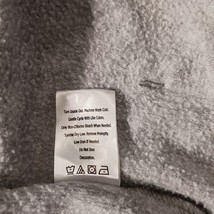 Turn Inside Out. Machine Wash Cold.
Gentle Cycle With Like Colors.
Only Non-Chlorine Bleach When Needed.
Tumble Dry Low. Remove Promptly.
Low Iron If Needed.
Do Not Use
Decoration.